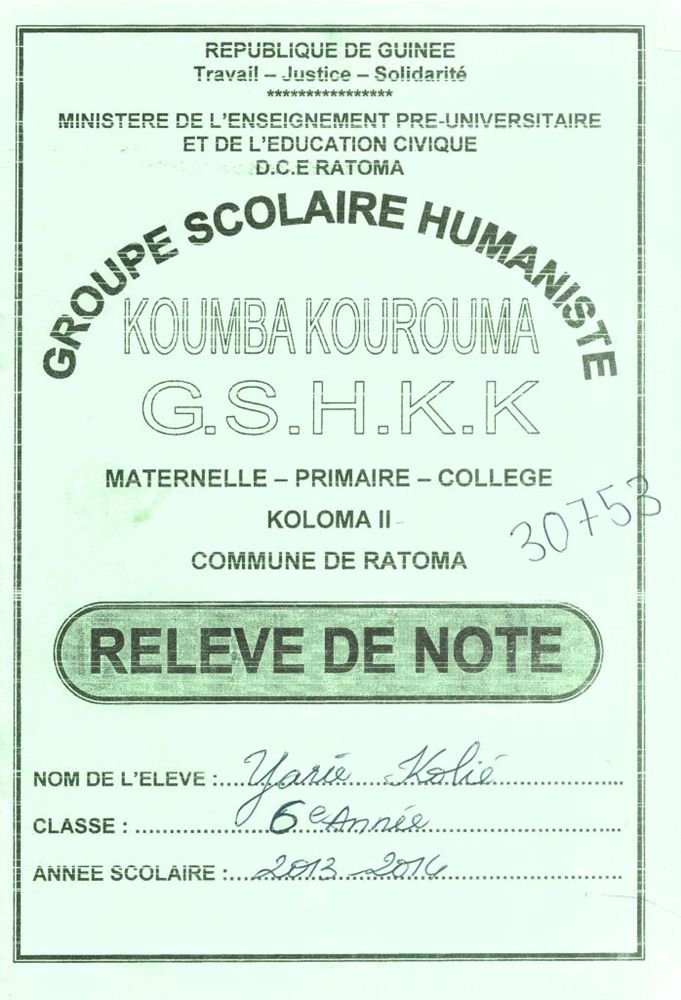 REPUBLIQUE DE GUINEE
Travail – Justice – Solidarité
****************
MINISTERE DE L'ENSEIGNEMENT PRE-UNIVERSITAIRE
ET DE L'EDUCATION CIVIQUE
D.C.E RATOMA
GROUPE SCOLAIRE HUMANISTE
KOUMBA KOUROUMA
G.S.H.K.K
MATERNELLE – PRIMAIRE – COLLEGE
KOLOMA II
30753
COMMUNE DE RATOMA
RELEVE DE NOTE
NOM DE L'ELEVE : Yarie Kolié
CLASSE : 6e Année
ANNEE SCOLAIRE : 2013 2014